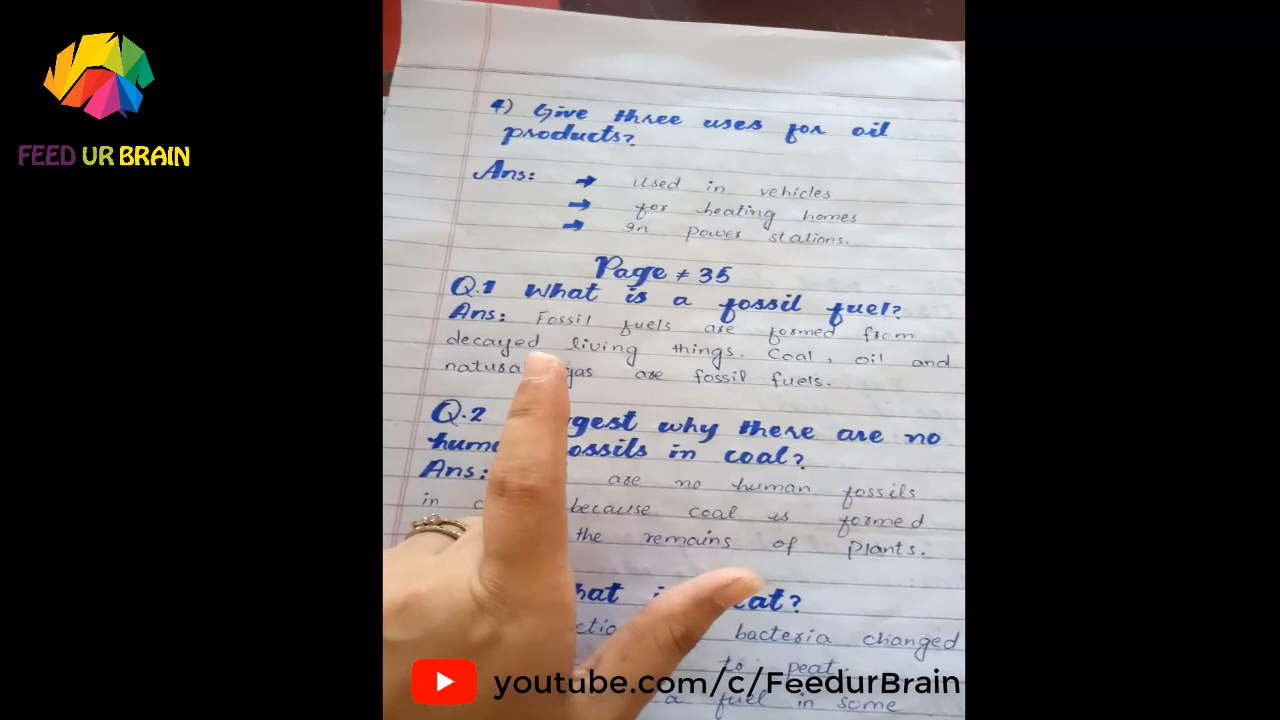 FEED UR BRAIN
4) Give three uses for oil
products?
Ans: → Used in vehicles
→ for heating homes
→ In power stations.
Page # 35
Q.1 What is a fossil fuel?
Ans: Fossil fuels are formed from
decayed living things. Coal, oil and
gas are fossil fuels.
Q.2 why there are no
in coal?
Ans: are no human fossils
in because coal is formed
the remains of plants.
bacteria changed
to peat.
a fuel in some
youtube.com/c/FeedurBrain